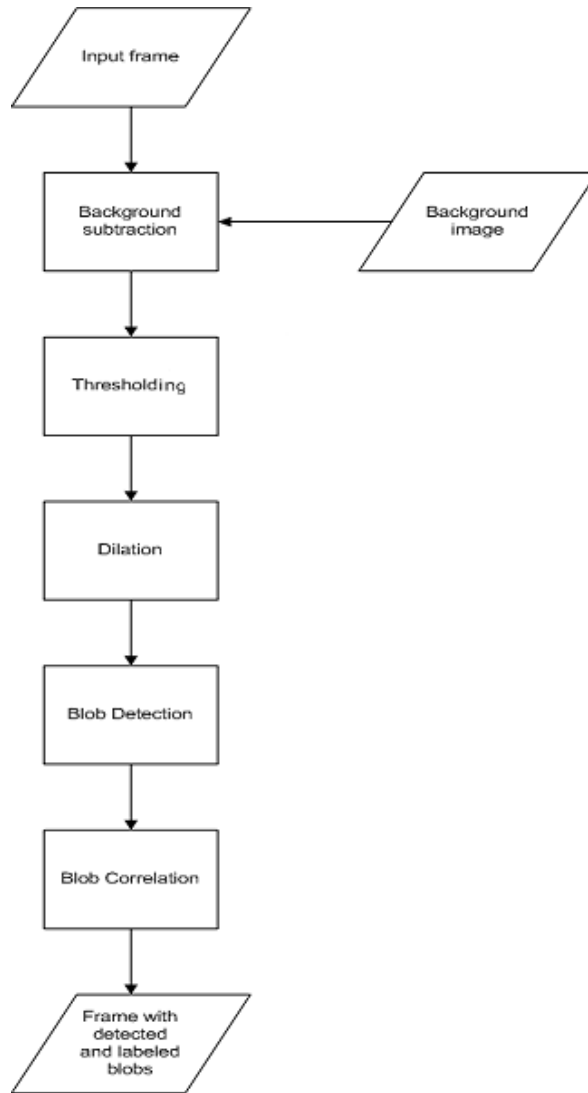 Input frame
Background
subtraction
Background
image
Thresholding
Dilation
Blob Detection
Blob Correlation
Frame with
detected
and labeled
blobs